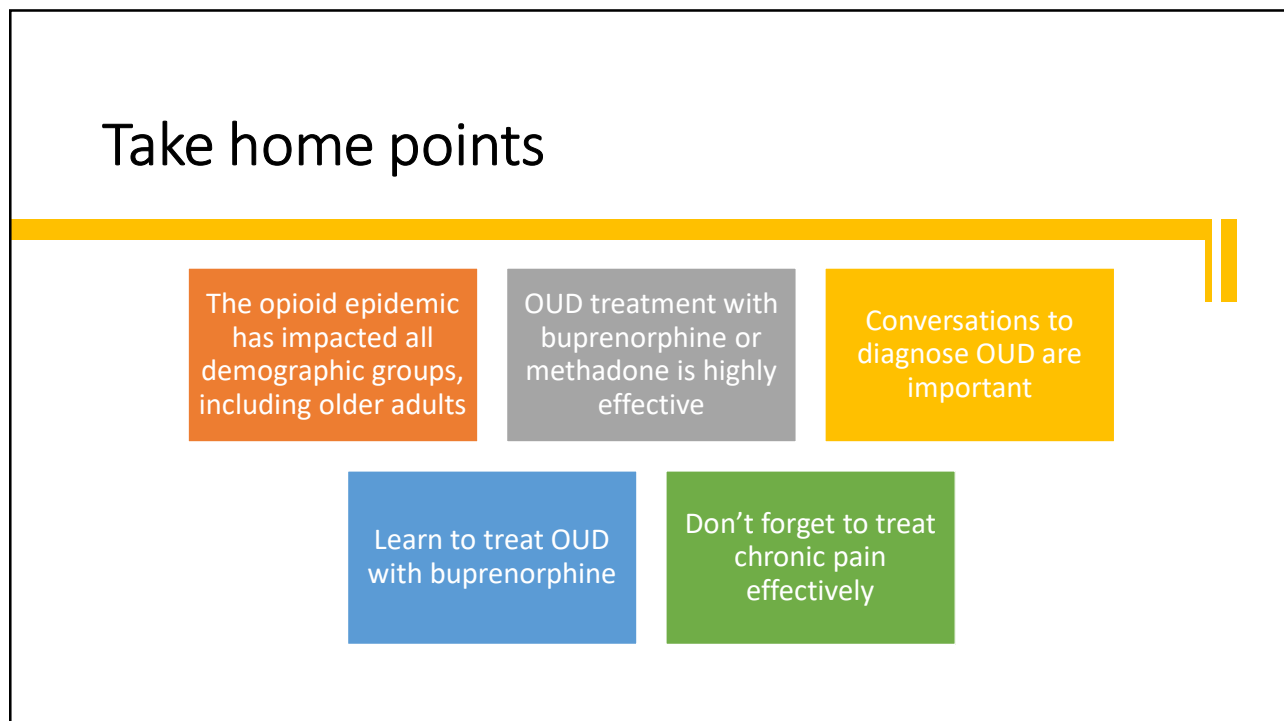 Take home points
The opioid epidemic
has impacted all
demographic groups,
including older adults
OUD treatment with
buprenorphine or
methadone is highly
effective
Conversations to
diagnose OUD are
important
Learn to treat OUD
with buprenorphine
Don’t forget to treat
chronic pain
effectively